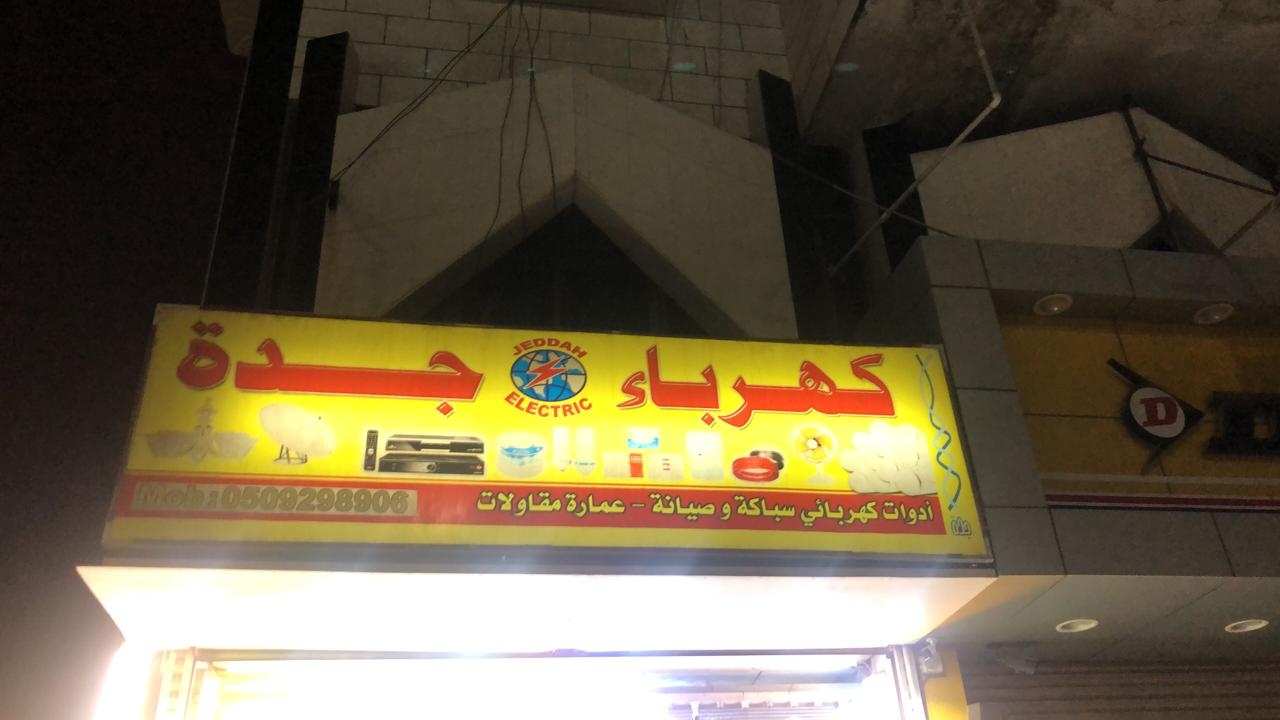 كهرباء جدة
JEDDAH
ELECTRIC
أدوات كهربائي سباكة و صيانة - عمارة مقاولات
Mob:0509298906
D